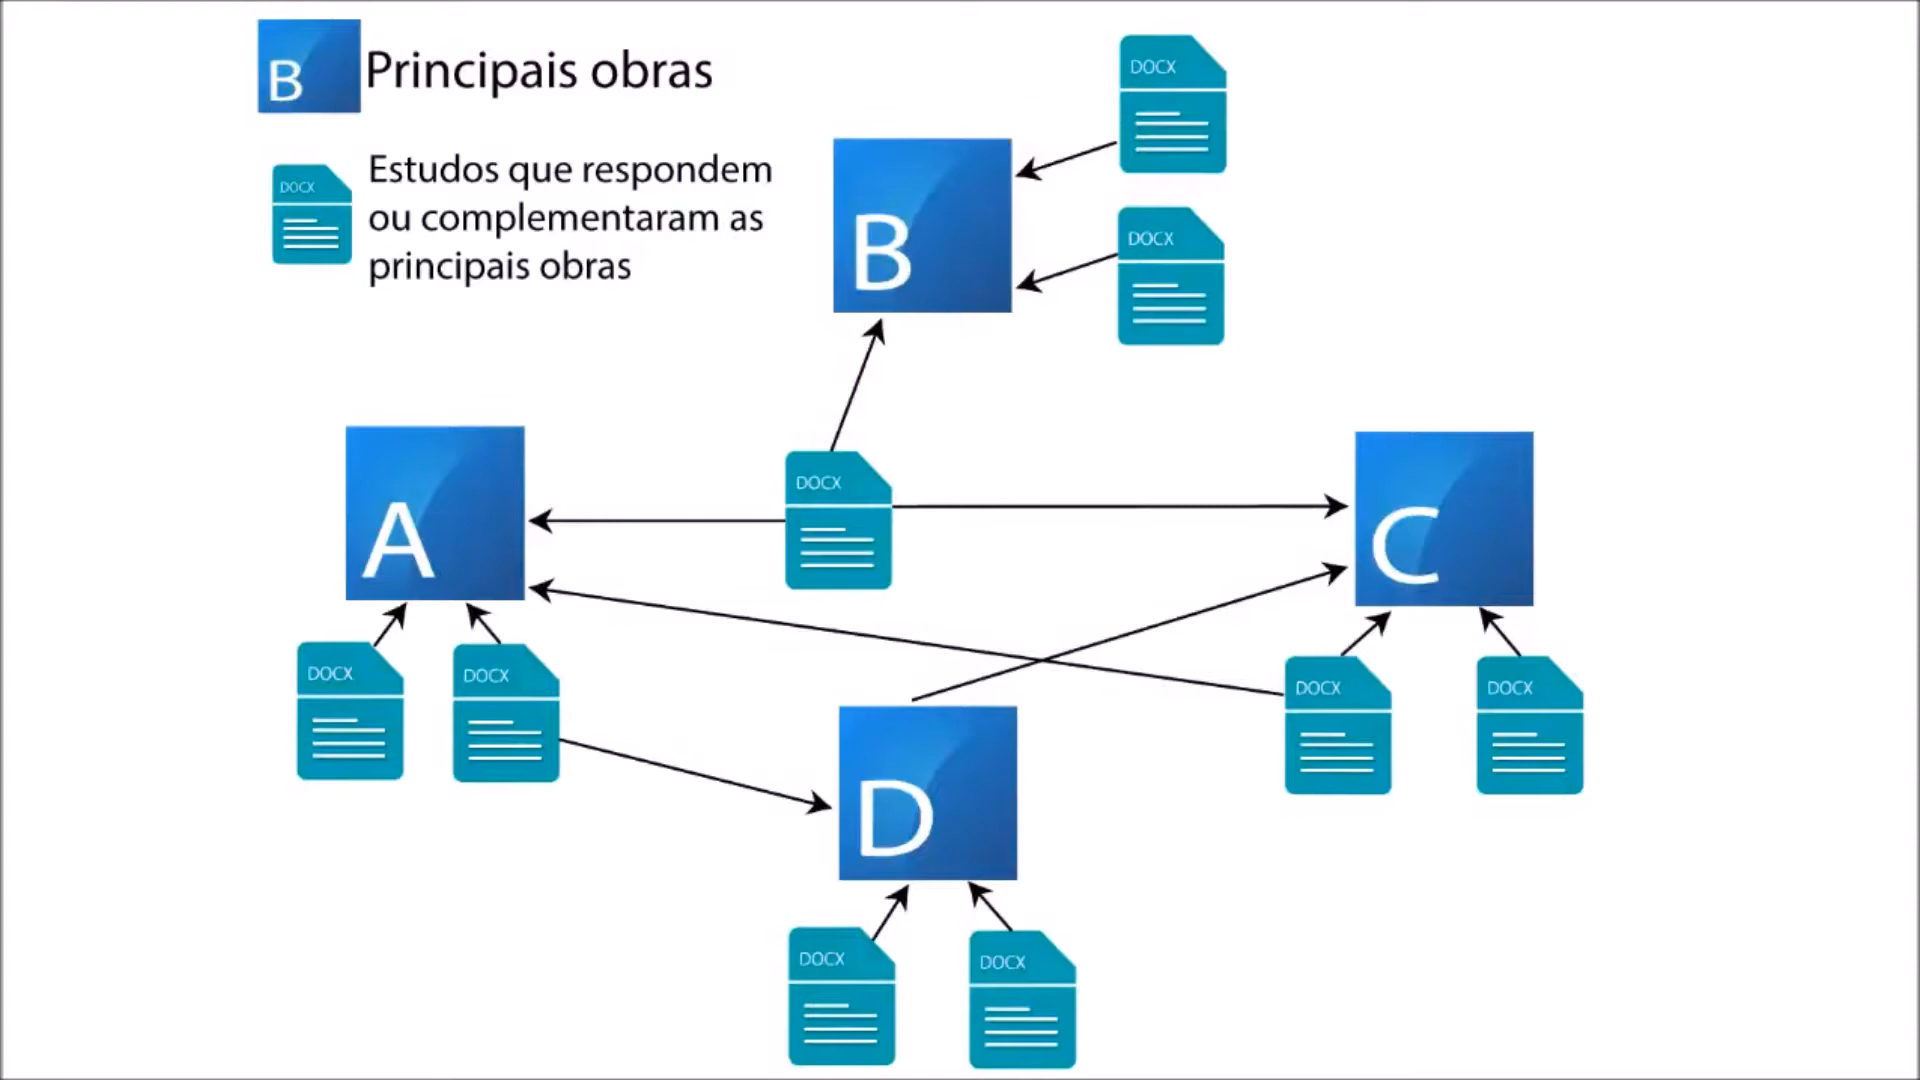 B Principais obras
DOCX
Estudos que respondem
ou complementaram as
principais obras
DOCX
B
DOCX
A
DOCX
C
DOCX
DOCX
DOCX
DOCX
D
DOCX
DOCX